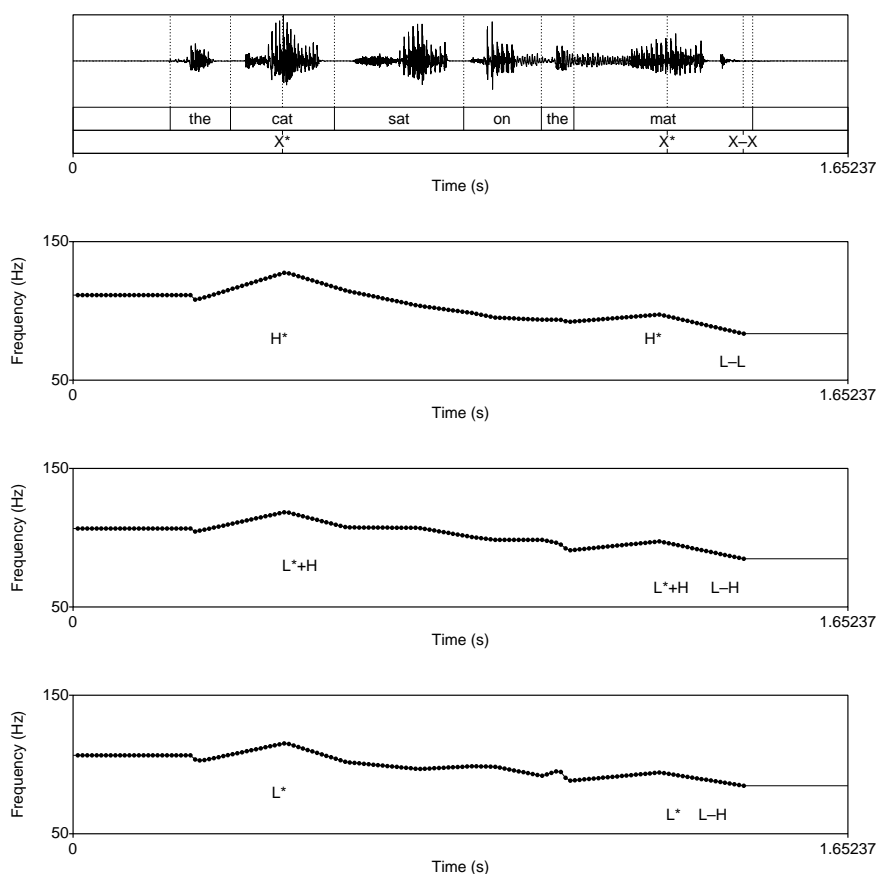 the cat sat on the mat
X* X* X–X
0 1.65237
Time (s)
150
Frequency (Hz)
H* H*
L–L
50
0 1.65237
Time (s)
150
Frequency (Hz)
L*+H
L*+H L–H
50
0 1.65237
Time (s)
150
Frequency (Hz)
L*
L* L–H
50
0 1.65237
Time (s)